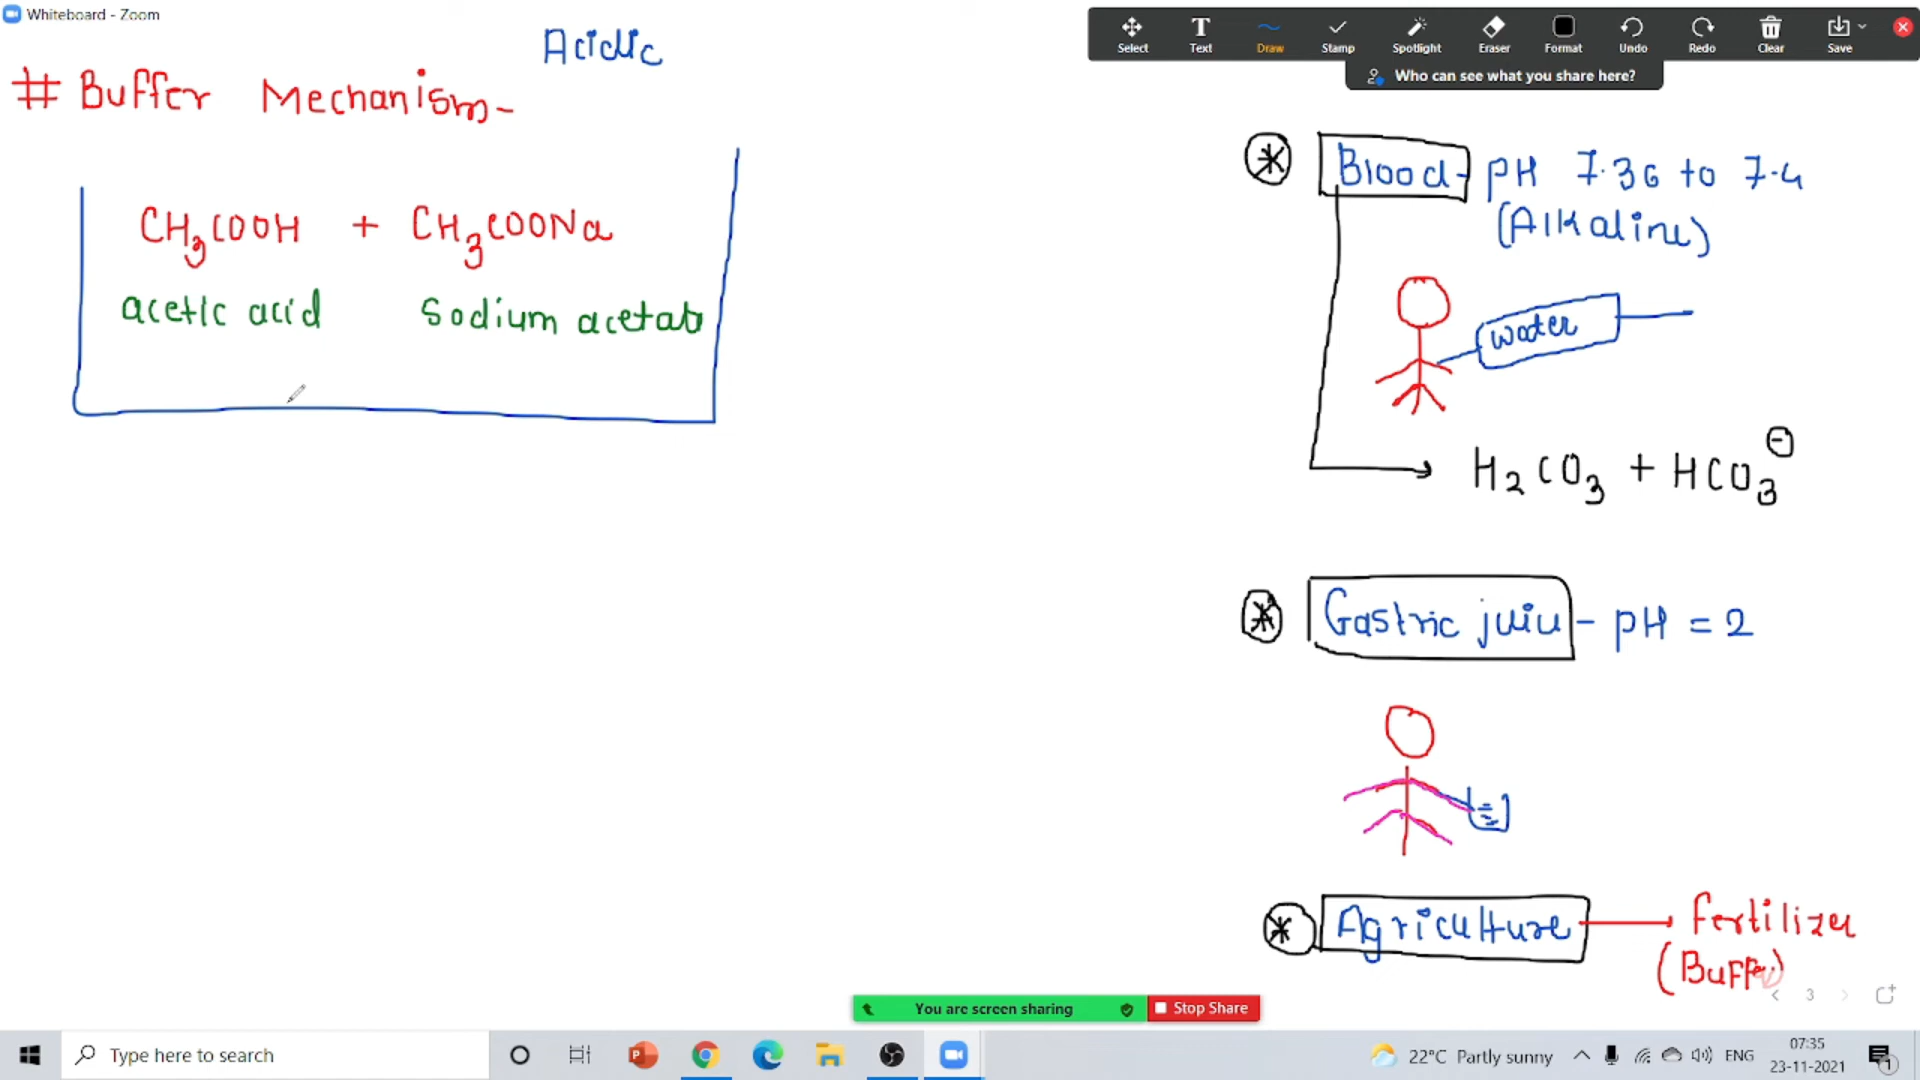 Whiteboard - Zoom
Select Text Draw Stamp Spotlight Eraser Format Undo Redo Clear Save
Who can see what you share here?
Acidic
# Buffer Mechanism -
CH3COOH + CH3COONa
acetic acid Sodium acetate
Blood - pH 7.36 to 7.4
(Alkaline)
water
H2CO3 + HCO3⊖
Gastric juice - pH = 2
Agriculture → Fertilizer
(Buffer)
3
You are screen sharing Stop Share
Type here to search
22°C Partly sunny
ENG
07:35
23-11-2021
1